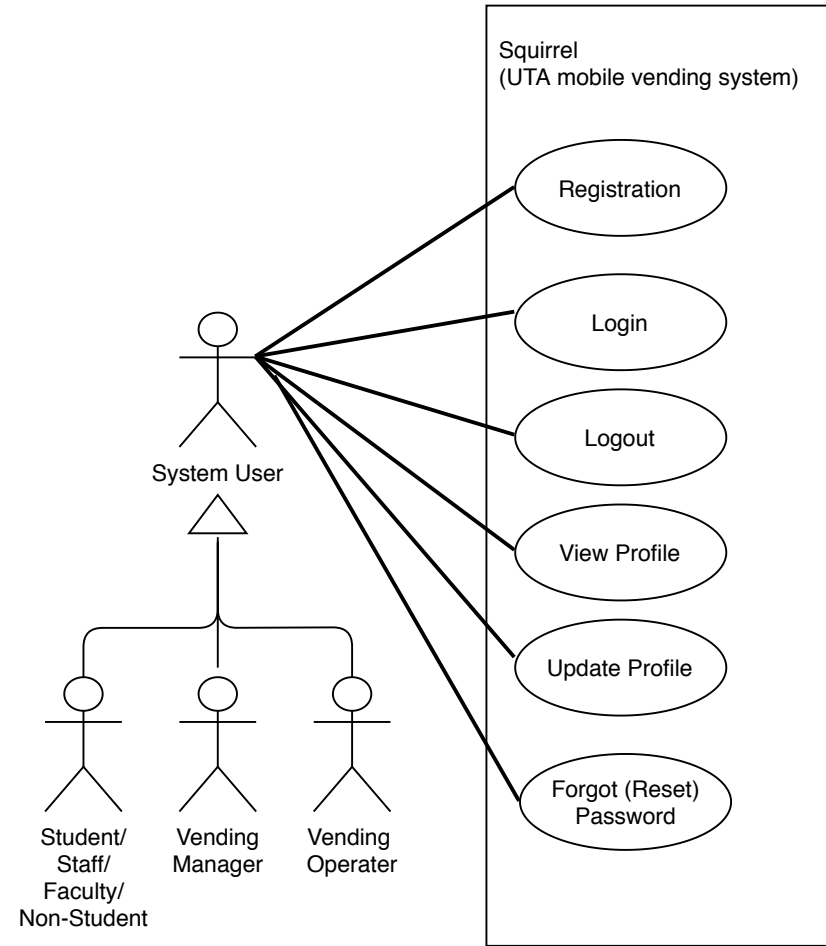 Squirrel
(UTA mobile vending system)
Registration
Login
Logout
System User
View Profile
Update Profile
Forgot (Reset)
Password
Student/
Staff/
Faculty/
Non-Student
Vending
Manager
Vending
Operater